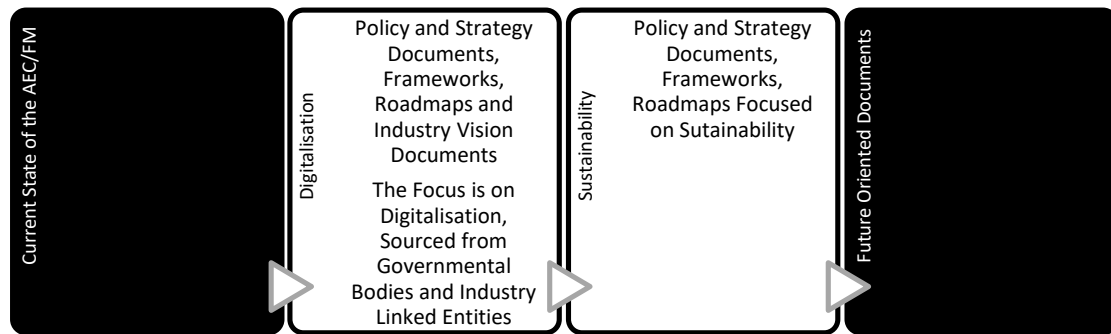 Current State of the AEC/FM
Digitalisation
Policy and Strategy
Documents,
Frameworks,
Roadmaps and
Industry Vision
Documents
The Focus is on
Digitalisation,
Sourced from
Governmental
Bodies and Industry
Linked Entities
Sustainability
Policy and Strategy
Documents,
Frameworks,
Roadmaps Focused
on Sutainability
Future Oriented Documents